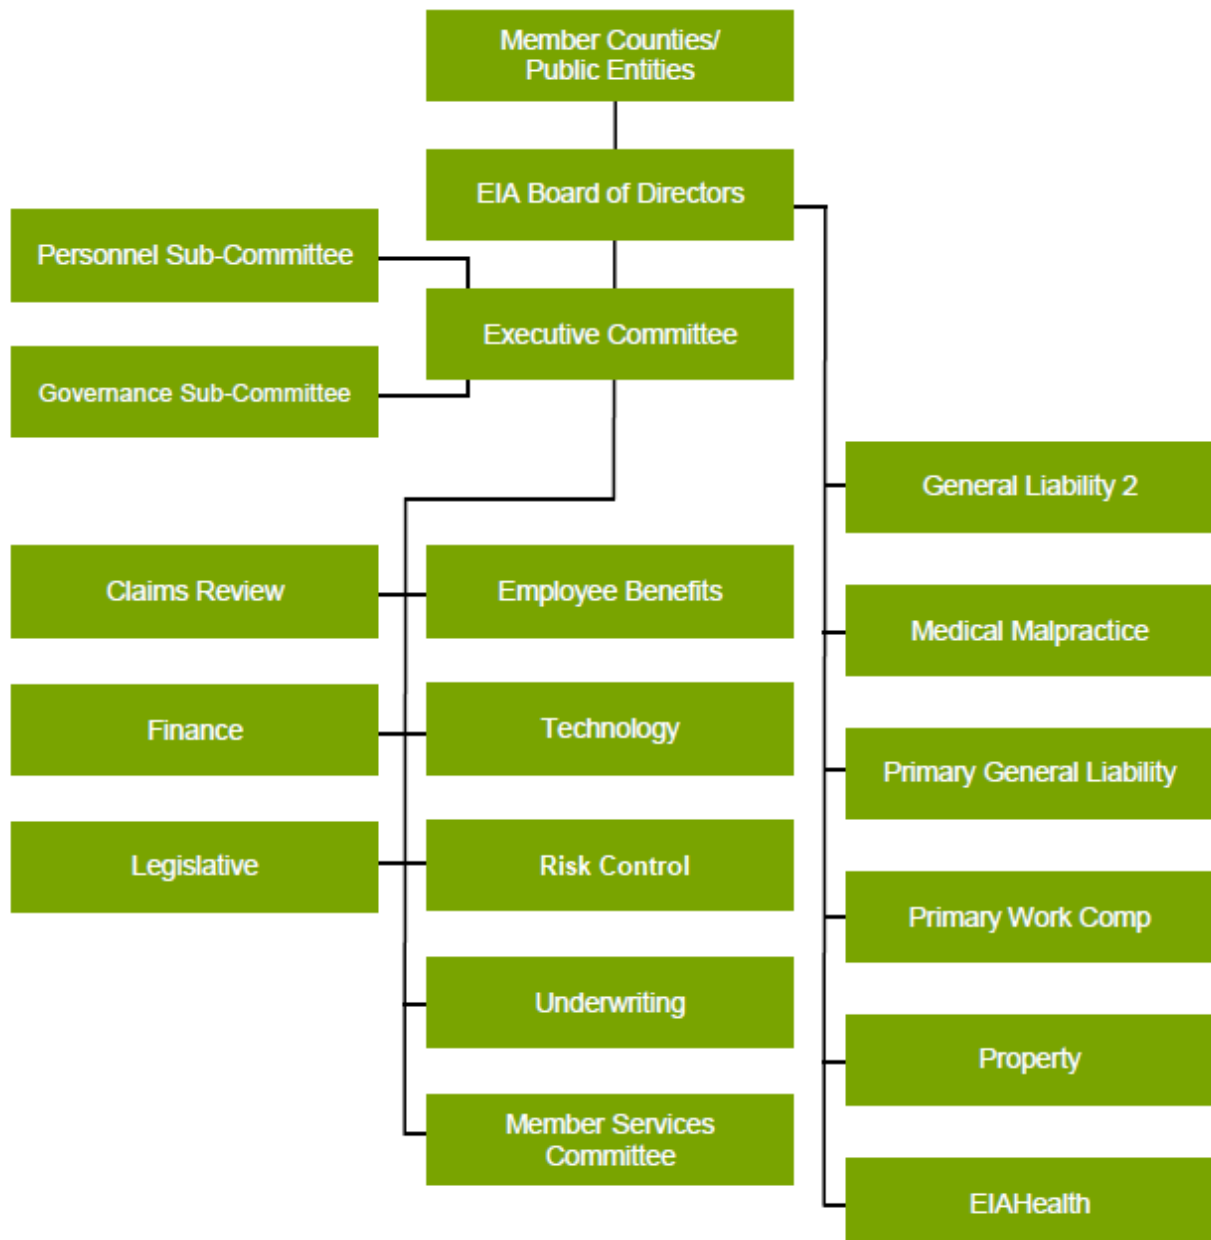 Member Counties/
Public Entities
EIA Board of Directors
Personnel Sub-Committee
Executive Committee
Governance Sub-Committee
General Liability 2
Claims Review
Employee Benefits
Medical Malpractice
Finance
Technology
Primary General Liability
Legislative
Risk Control
Primary Work Comp
Underwriting
Property
Member Services
Committee
EIAHealth